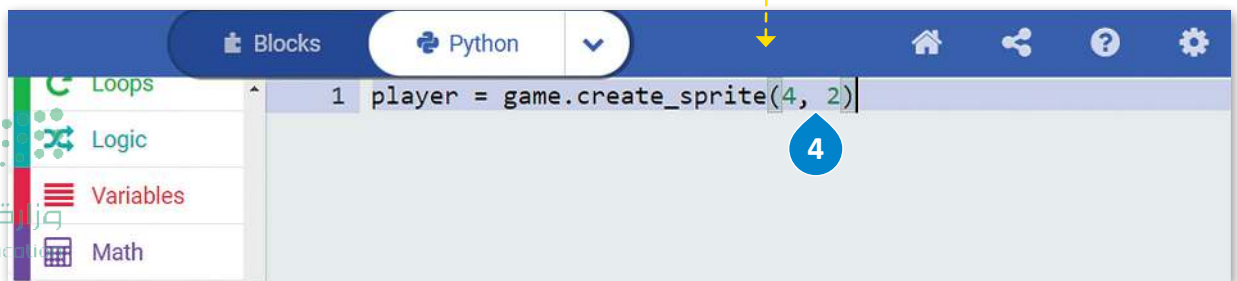 Blocks
Python
Loops
1 player = game.create_sprite(4, 2)
4
Logic
Variables
Math